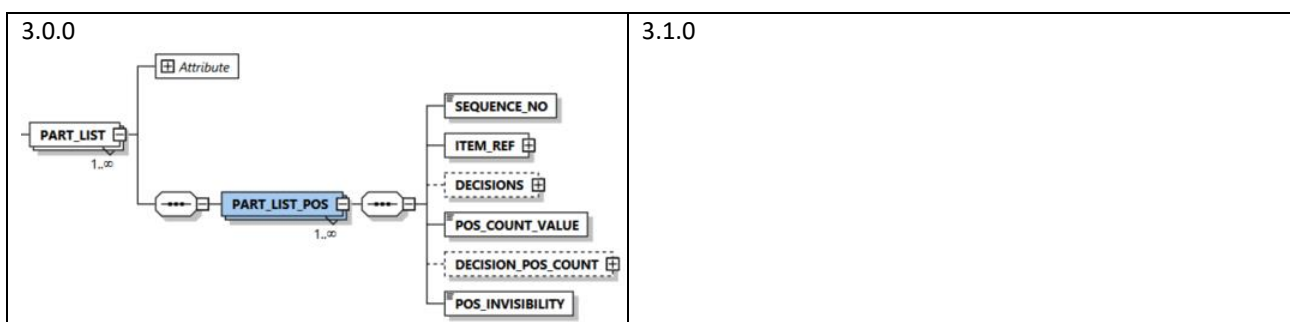 3.0.0
3.1.0
Attribute
PART_LIST
1..∞
PART_LIST_POS
1..∞
SEQUENCE_NO
ITEM_REF
DECISIONS
POS_COUNT_VALUE
DECISION_POS_COUNT
POS_INVISIBILITY